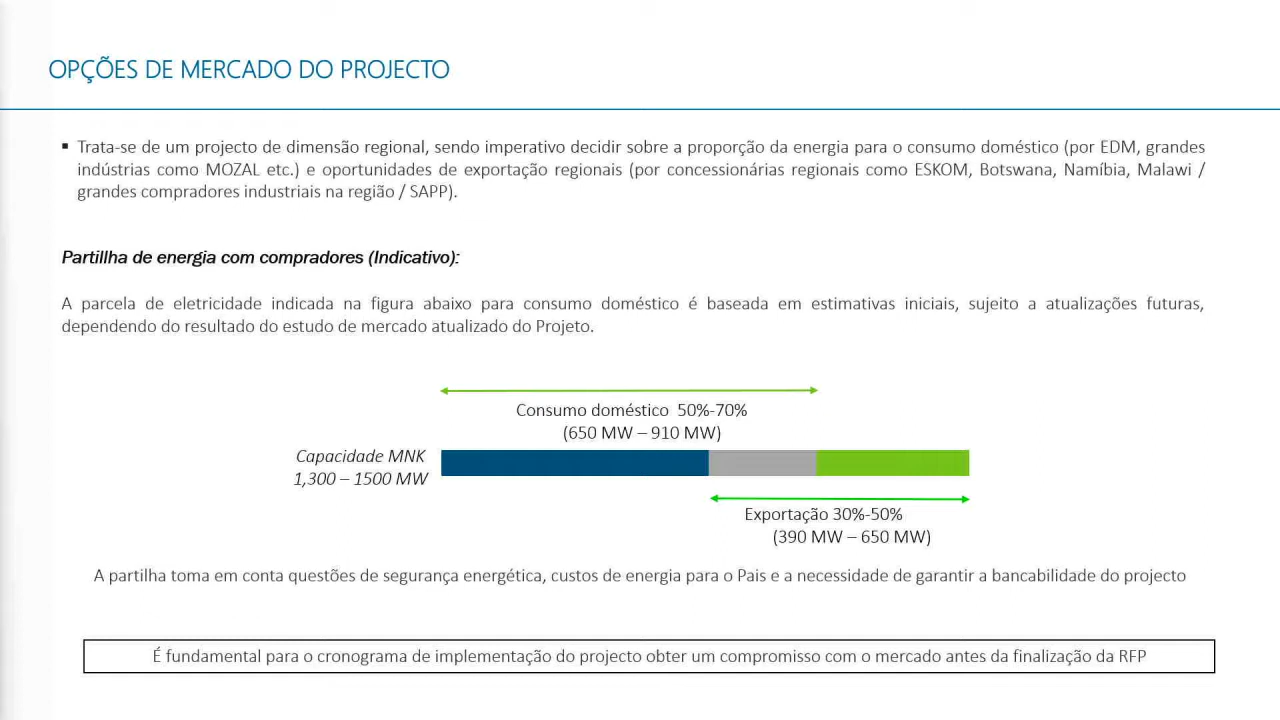 OPÇÕES DE MERCADO DO PROJECTO
▪ Trata-se de um projecto de dimensão regional, sendo imperativo decidir sobre a proporção da energia para o consumo doméstico (por EDM, grandes
indústrias como MOZAL etc.) e oportunidades de exportação regionais (por concessionárias regionais como ESKOM, Botswana, Namíbia, Malawi /
grandes compradores industriais na região / SAPP).
Partillha de energia com compradores (Indicativo):
A parcela de eletricidade indicada na figura abaixo para consumo doméstico é baseada em estimativas iniciais, sujeito a atualizações futuras,
dependendo do resultado do estudo de mercado atualizado do Projeto.
Consumo doméstico 50%-70%
(650 MW – 910 MW)
Capacidade MNK
1,300 – 1500 MW
Exportação 30%-50%
(390 MW – 650 MW)
A partilha toma em conta questões de segurança energética, custos de energia para o Pais e a necessidade de garantir a bancabilidade do projecto
É fundamental para o cronograma de implementação do projecto obter um compromisso com o mercado antes da finalização da RFP